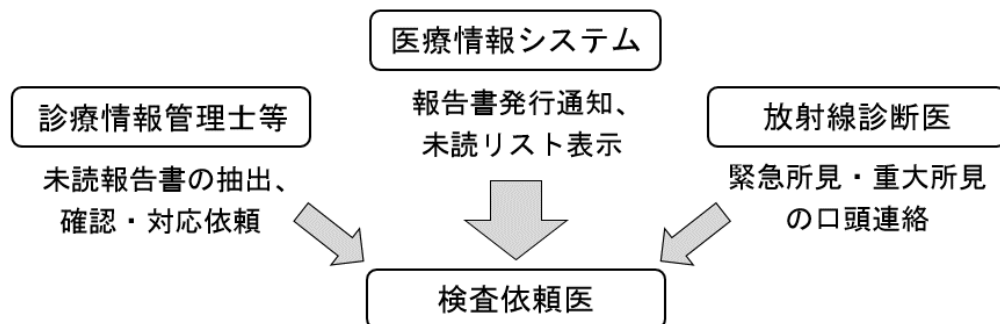 医療情報システム
報告書発行通知、
未読リスト表示
診療情報管理士等
未読報告書の抽出、
確認・対応依頼
放射線診断医
緊急所見・重大所見
の口頭連絡
検査依頼医